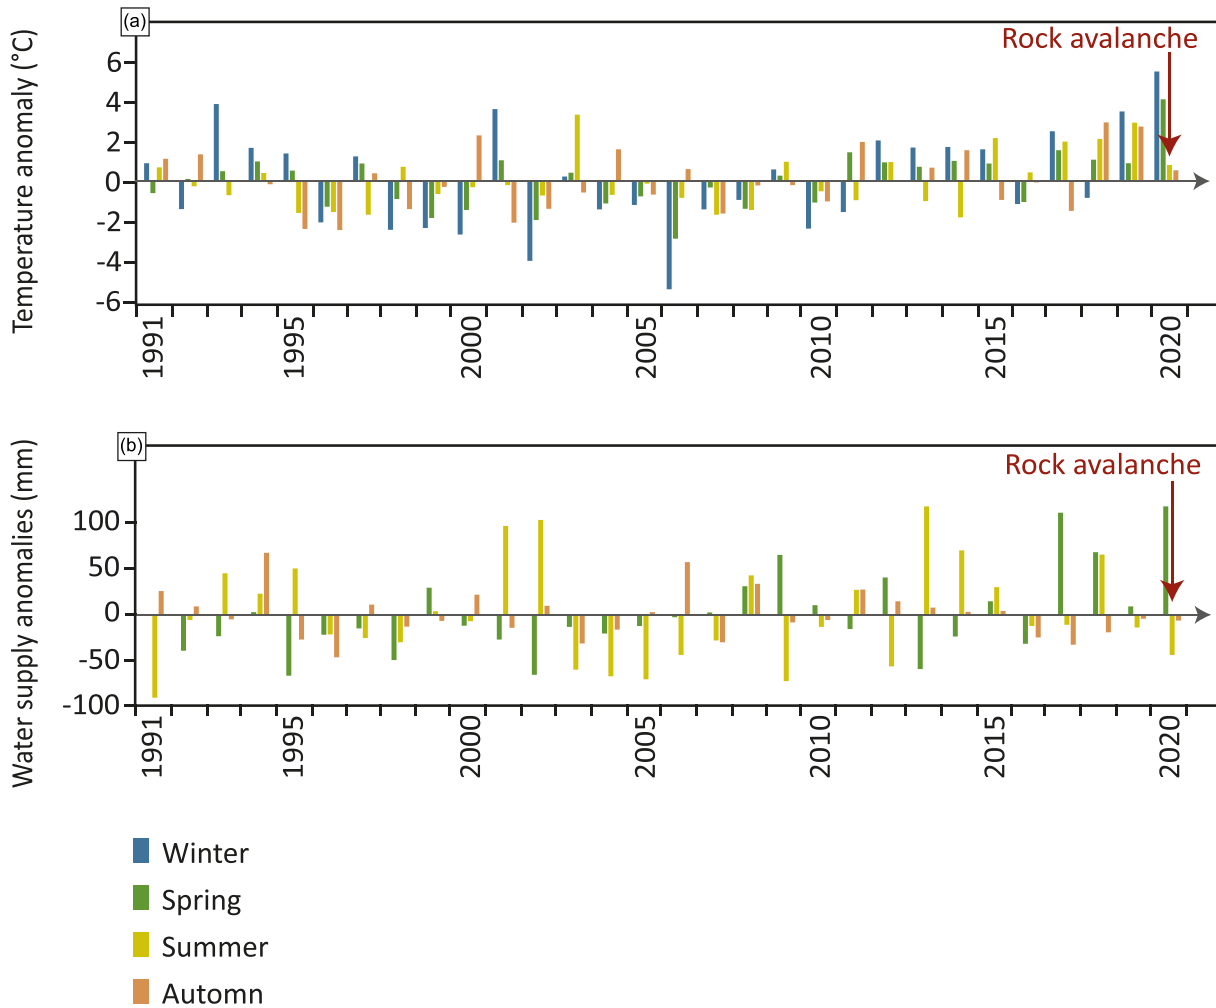 (a)
Rock avalanche
Temperature anomaly (°C)
6
4
2
0
-2
-4
-6
1991
1995
2000
2005
2010
2015
2020
(b)
Rock avalanche
Water supply anomalies (mm)
100
50
0
-50
-100
1991
1995
2000
2005
2010
2015
2020
Winter
Spring
Summer
Automn